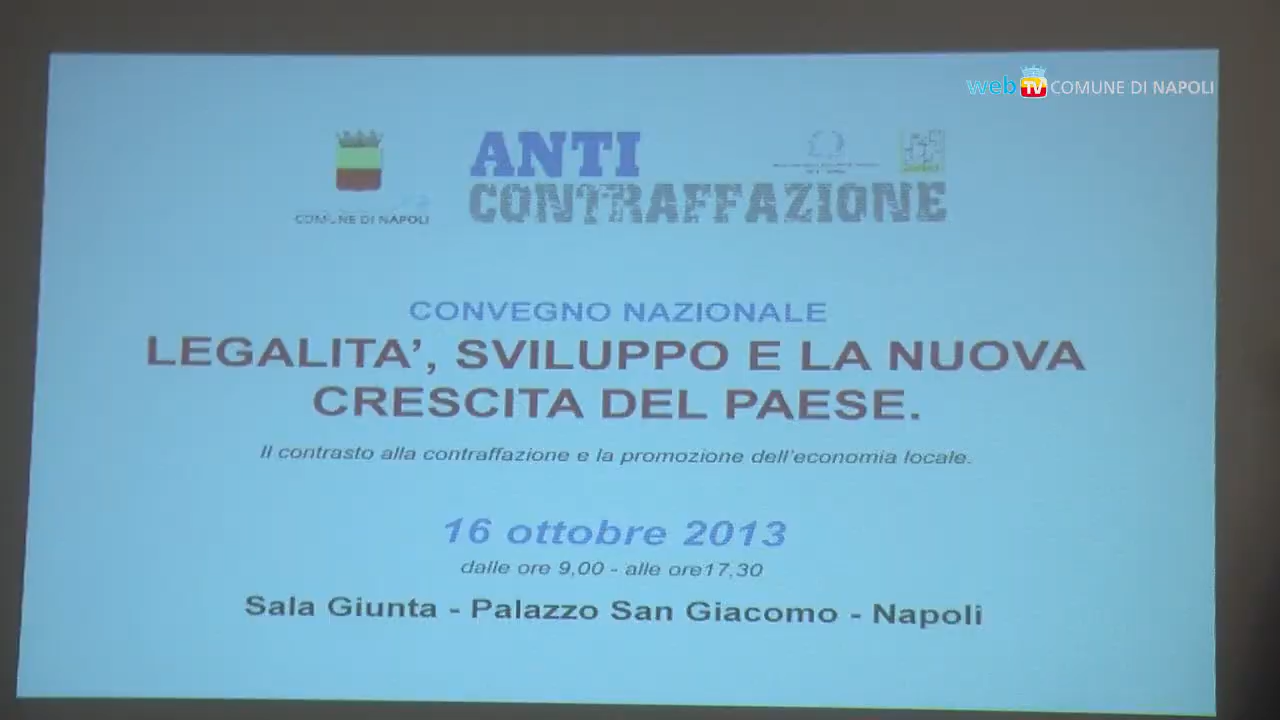 web TV COMUNE DI NAPOLI
ANTI
CONTRAFFAZIONE
COMUNE DI NAPOLI
CONVEGNO NAZIONALE
LEGALITA’, SVILUPPO E LA NUOVA
CRESCITA DEL PAESE.
Il contrasto alla contraffazione e la promozione dell’economia locale.
16 ottobre 2013
dalle ore 9,00 - alle ore17,30
Sala Giunta - Palazzo San Giacomo - Napoli